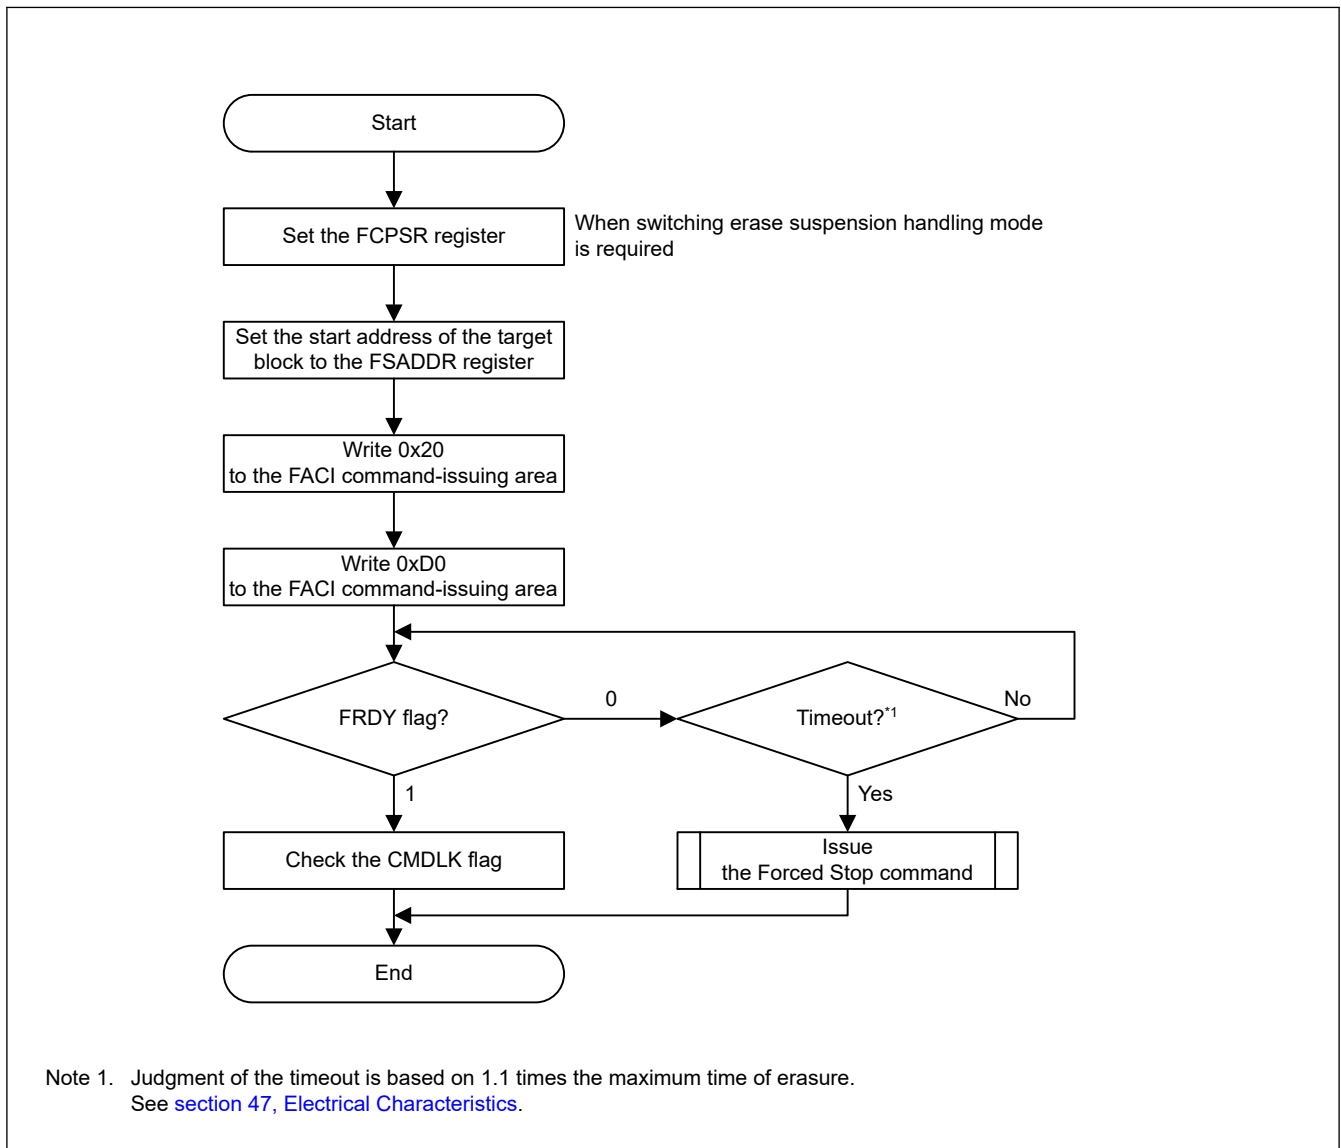 Start
Set the FCPSR register
When switching erase suspension handling mode
is required
Set the start address of the target
block to the FSADDR register
Write 0x20
to the FACI command-issuing area
Write 0xD0
to the FACI command-issuing area
FRDY flag?
0
Timeout?*1
No
1
Yes
Check the CMDLK flag
Issue
the Forced Stop command
End
Note 1. Judgment of the timeout is based on 1.1 times the maximum time of erasure.
See section 47, Electrical Characteristics.